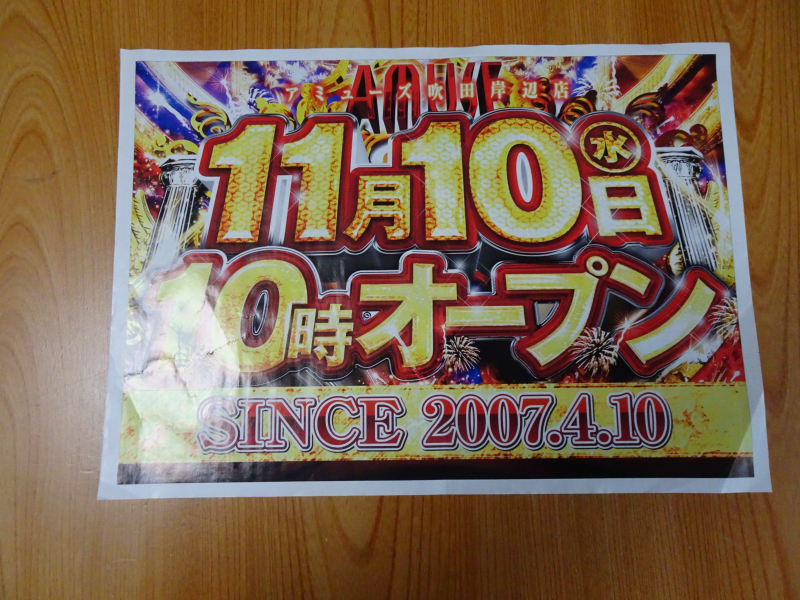 AMUSE
アミューズ吹田岸辺店
11月10日㊌
10時オープン
SINCE 2007.4.10